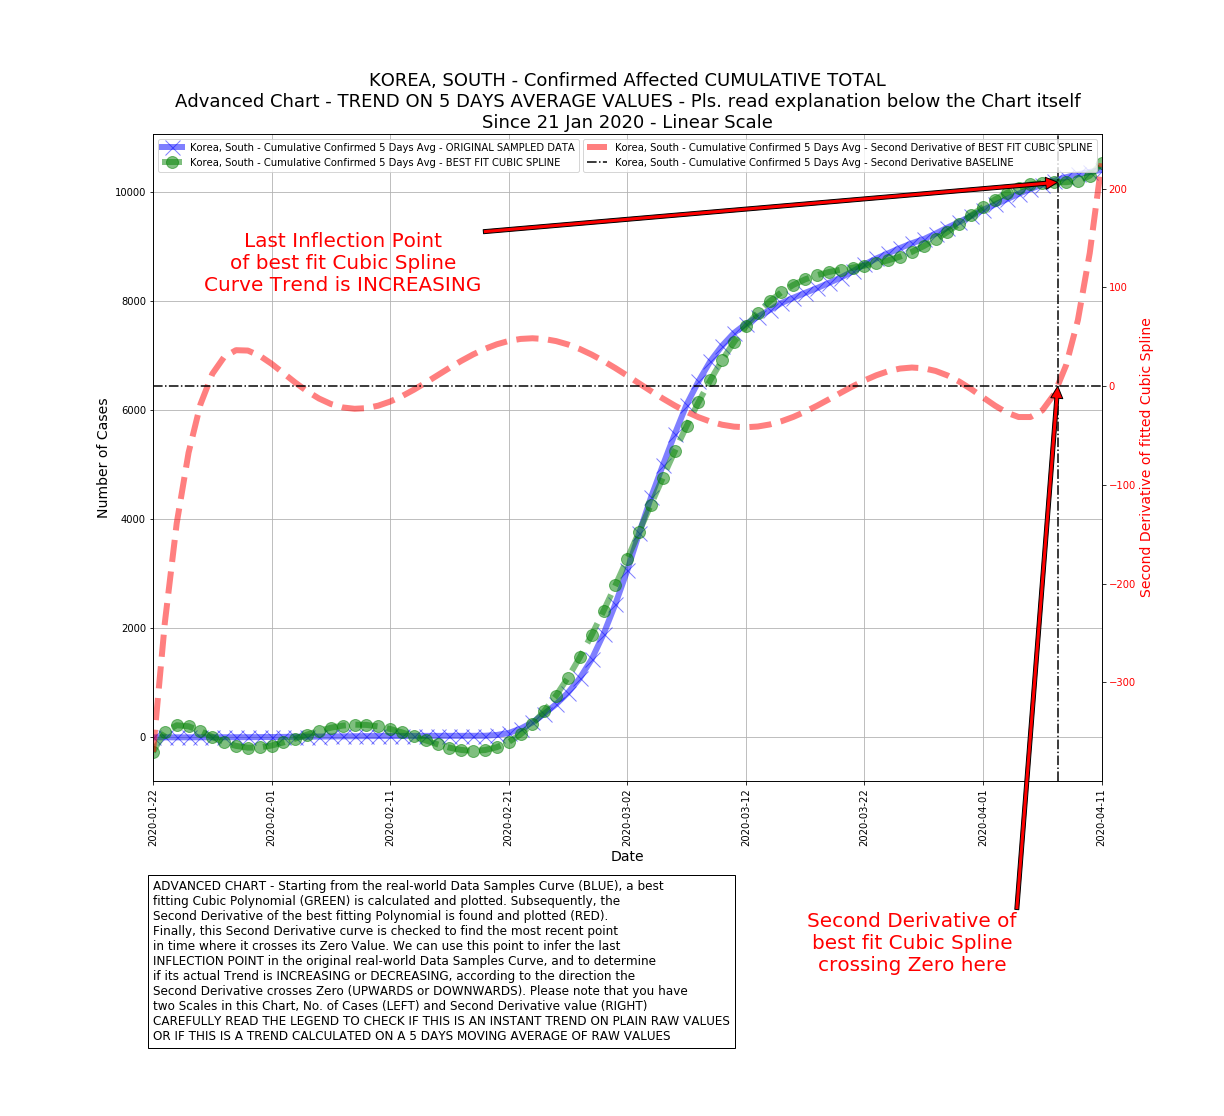 KOREA, SOUTH - Confirmed Affected CUMULATIVE TOTAL
Advanced Chart - TREND ON 5 DAYS AVERAGE VALUES - Pls. read explanation below the Chart itself
Since 21 Jan 2020 - Linear Scale
Korea, South - Cumulative Confirmed 5 Days Avg - ORIGINAL SAMPLED DATA
Korea, South - Cumulative Confirmed 5 Days Avg - BEST FIT CUBIC SPLINE
Korea, South - Cumulative Confirmed 5 Days Avg - Second Derivative of BEST FIT CUBIC SPLINE
Korea, South - Cumulative Confirmed 5 Days Avg - Second Derivative BASELINE
Last Inflection Point
of best fit Cubic Spline
Curve Trend is INCREASING
Number of Cases
10000
8000
6000
4000
2000
0
Second Derivative of fitted Cubic Spline
200
100
0
−100
−200
−300
2020-01-22
2020-02-01
2020-02-11
2020-02-21
2020-03-02
2020-03-12
2020-03-22
2020-04-01
2020-04-11
Date
Second Derivative of
best fit Cubic Spline
crossing Zero here
ADVANCED CHART - Starting from the real-world Data Samples Curve (BLUE), a best
fitting Cubic Polynomial (GREEN) is calculated and plotted. Subsequently, the
Second Derivative of the best fitting Polynomial is found and plotted (RED).
Finally, this Second Derivative curve is checked to find the most recent point
in time where it crosses its Zero Value. We can use this point to infer the last
INFLECTION POINT in the original real-world Data Samples Curve, and to determine
if its actual Trend is INCREASING or DECREASING, according to the direction the
Second Derivative crosses Zero (UPWARDS or DOWNWARDS). Please note that you have
two Scales in this Chart, No. of Cases (LEFT) and Second Derivative value (RIGHT)
CAREFULLY READ THE LEGEND TO CHECK IF THIS IS AN INSTANT TREND ON PLAIN RAW VALUES
OR IF THIS IS A TREND CALCULATED ON A 5 DAYS MOVING AVERAGE OF RAW VALUES